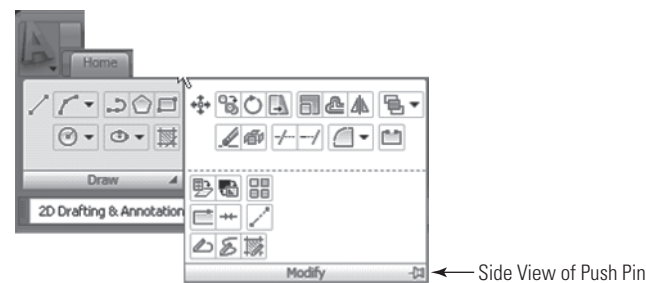 Home
Draw
2D Drafting & Annotation
Modify
Side View of Push Pin